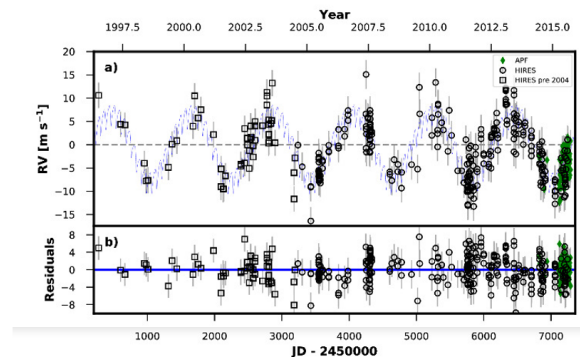 Year
1997.5 2000.0 2002.5 2005.0 2007.5 2010.0 2012.5 2015.0
a)
APF
HIRES
HIRES pre 2004
RV [m s⁻¹]
20
15
10
5
0
−5
−10
−15
b)
Residuals
8
4
0
−4
−8
1000 2000 3000 4000 5000 6000 7000
JD - 2450000